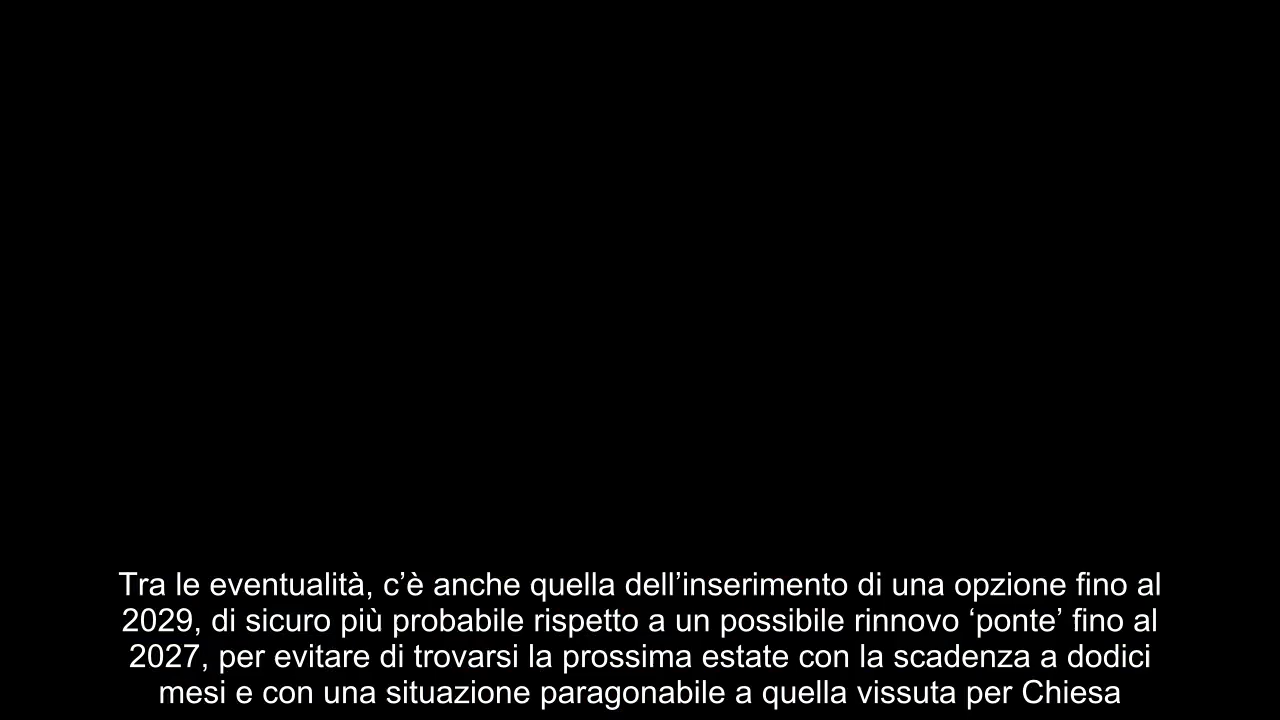 Tra le eventualità, c’è anche quella dell’inserimento di una opzione fino al
2029, di sicuro più probabile rispetto a un possibile rinnovo ‘ponte’ fino al
2027, per evitare di trovarsi la prossima estate con la scadenza a dodici
mesi e con una situazione paragonabile a quella vissuta per Chiesa